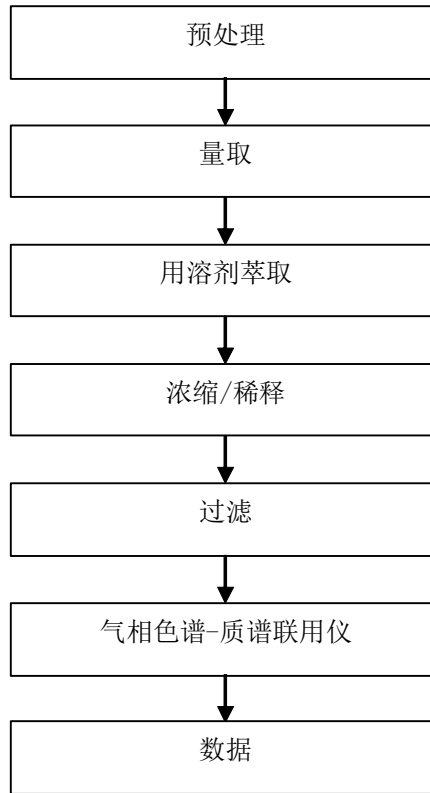 预处理
量取
用溶剂萃取
浓缩/稀释
过滤
气相色谱-质谱联用仪
数据